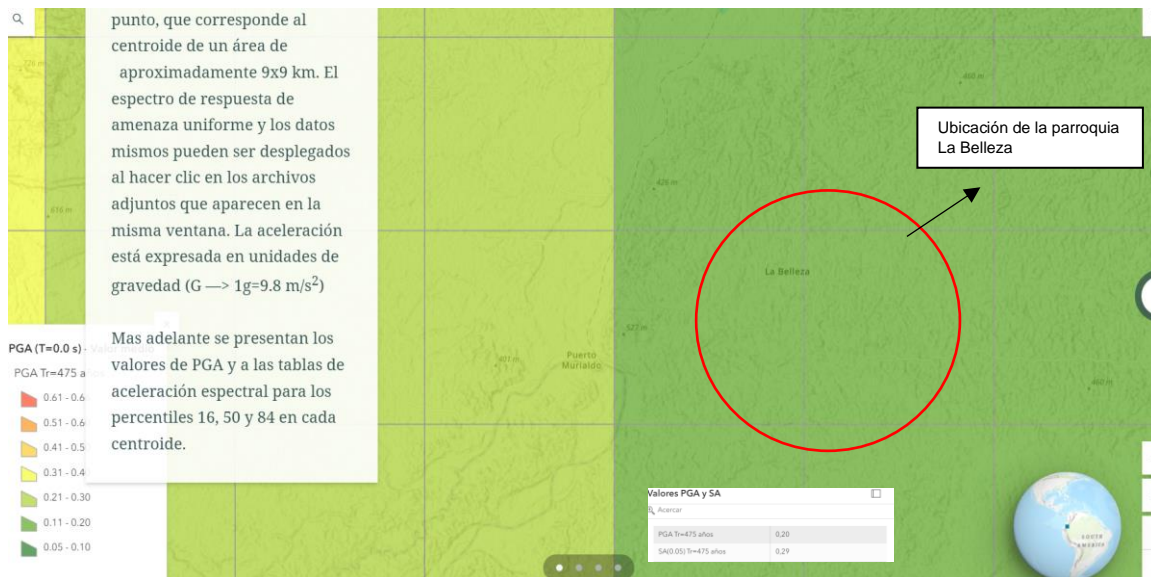 punto, que corresponde al
centroide de un área de
aproximadamente 9x9 km. El
espectro de respuesta de
amenaza uniforme y los datos
mismos pueden ser desplegados
al hacer clic en los archivos
adjuntos que aparecen en la
misma ventana. La aceleración
está expresada en unidades de
gravedad (G —> 1g=9.8 m/s²)
Mas adelante se presentan los
valores de PGA y a las tablas de
aceleración espectral para los
percentiles 16, 50 y 84 en cada
centroide.
PGA (T=0.0 s) -
PGA Tr=475 a
0.61 - 0.6
0.51 - 0.6
0.41 - 0.5
0.31 - 0.4
0.21 - 0.30
0.11 - 0.20
0.05 - 0.10
616 m
401 m
Puerto
Murialdo
527 m
426 m
460 m
La Belleza
460 m
Ubicación de la parroquia
La Belleza
Valores PGA y SA
Acercar
PGA Tr=475 años 0,20
SA(0.05) Tr=475 años 0,29
SOUTH
AMERICA